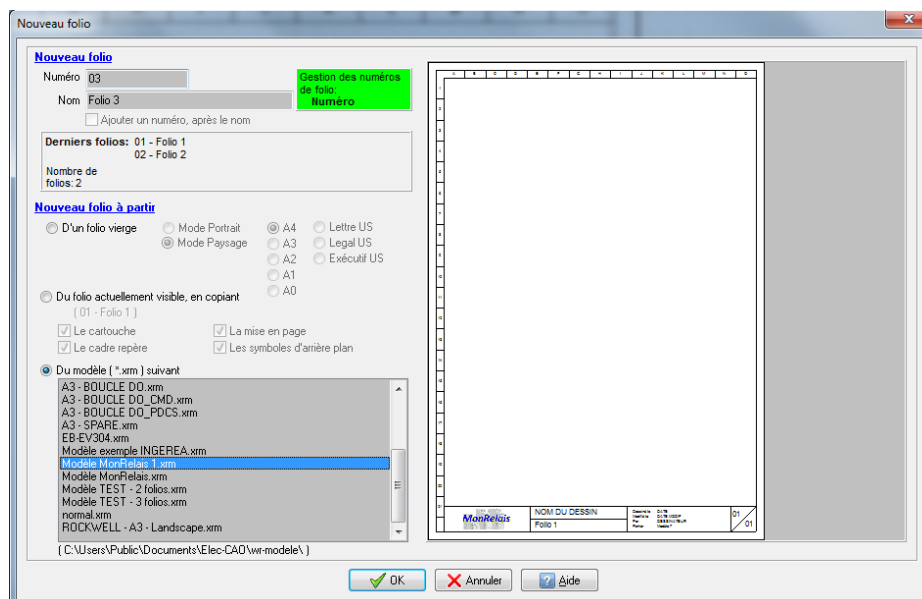 Nouveau folio
Nouveau folio
Numéro 03
Gestion des numéros de folio:
Numéro
Nom Folio 3
Ajouter un numéro, après le nom
Derniers folios: 01 - Folio 1
02 - Folio 2
Nombre de
folios: 2
Nouveau folio à partir
D'un folio vierge Mode Portrait A4 Lettre US
Mode Paysage A3 Legal US
A2 Exécutif US
A1
A0
Du folio actuellement visible, en copiant
( 01 - Folio 1 )
Le cartouche La mise en page
Le cadre repère Les symboles d'arrière plan
Du modèle ( *.xrm ) suivant
A3 - BOUCLE DO.xrm
A3 - BOUCLE DO_CMD.xrm
A3 - BOUCLE DO_PDCS.xrm
A3 - SPARE.xrm
EB-EV304.xrm
Modèle exemple INGEREA.xrm
Modèle MonRelais 1.xrm
Modèle MonRelais.xrm
Modèle TEST - 2 folios.xrm
Modèle TEST - 3 folios.xrm
normal.xrm
ROCKWELL - A3 - Landscape.xrm
( C:\Users\Public\Documents\Elec-CAO\wr-modele\ )
MonRelais
NOM DU DESSIN
Folio 1
01
01
OK Annuler Aide